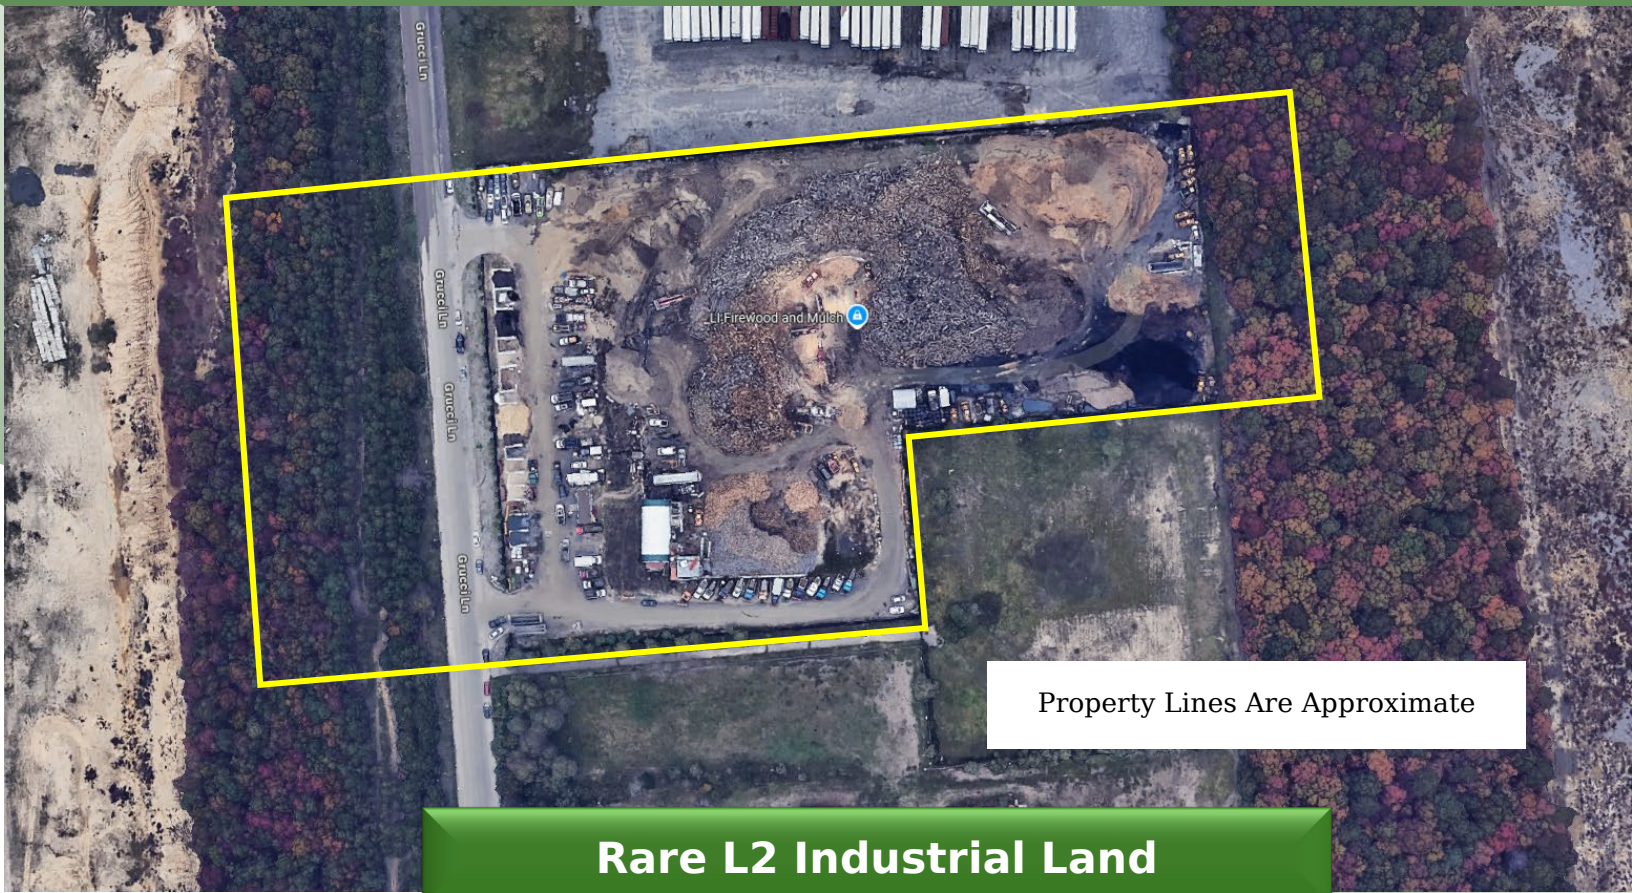 Grucci Ln
Grucci Ln
LI Firewood and Mulch
Grucci Ln
Grucci Ln
Property Lines Are Approximate
Rare L2 Industrial Land